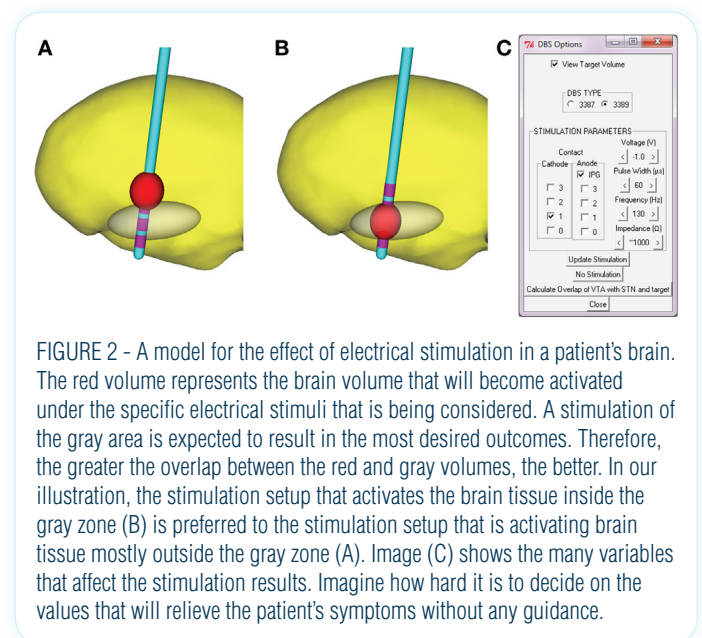 A
B
C
DBS Options
View Target Volume
DBS TYPE
3387 3389
STIMULATION PARAMETERS
Contact
Cathode Anode
IPG
3 3
2 2
1 1
0 0
Voltage (V)
< -1.0 >
Pulse Width (µs)
< 60 >
Frequency (Hz)
< 130 >
Impedance (Ω)
< ~1000 >
Update Stimulation
No Stimulation
Calculate Overlap of VTA with STN and target
Close
FIGURE 2 - A model for the effect of electrical stimulation in a patient's brain.
The red volume represents the brain volume that will become activated
under the specific electrical stimuli that is being considered. A stimulation of
the gray area is expected to result in the most desired outcomes. Therefore,
the greater the overlap between the red and gray volumes, the better. In our
illustration, the stimulation setup that activates the brain tissue inside the
gray zone (B) is preferred to the stimulation setup that is activating brain
tissue mostly outside the gray zone (A). Image (C) shows the many variables
that affect the stimulation results. Imagine how hard it is to decide on the
values that will relieve the patient's symptoms without any guidance.